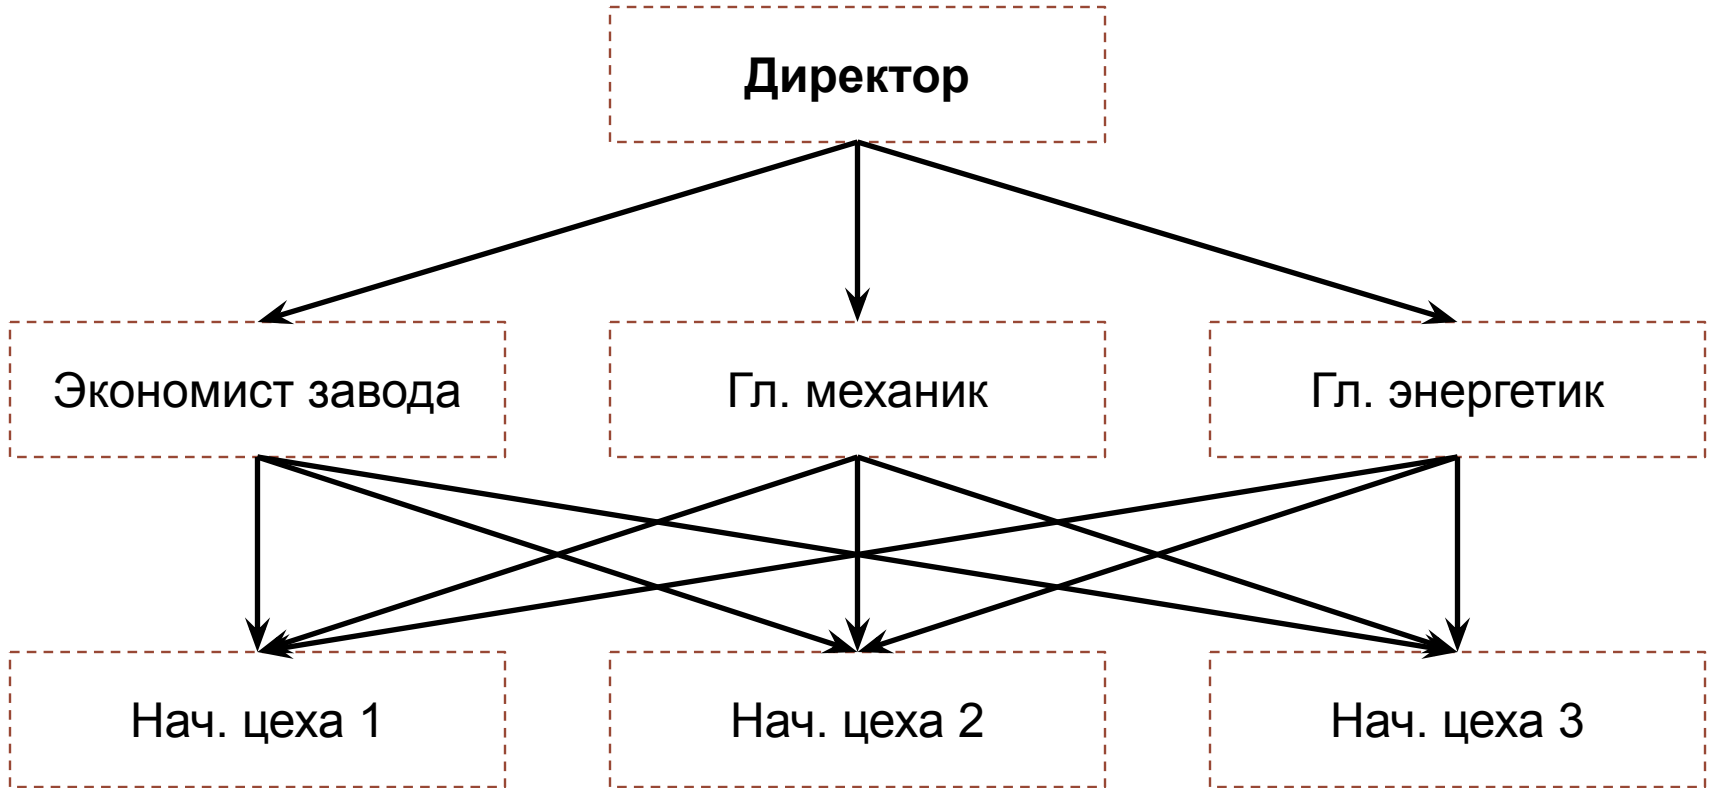 Директор
Экономист завода
Гл. механик
Гл. энергетик
Нач. цеха 1
Нач. цеха 2
Нач. цеха 3